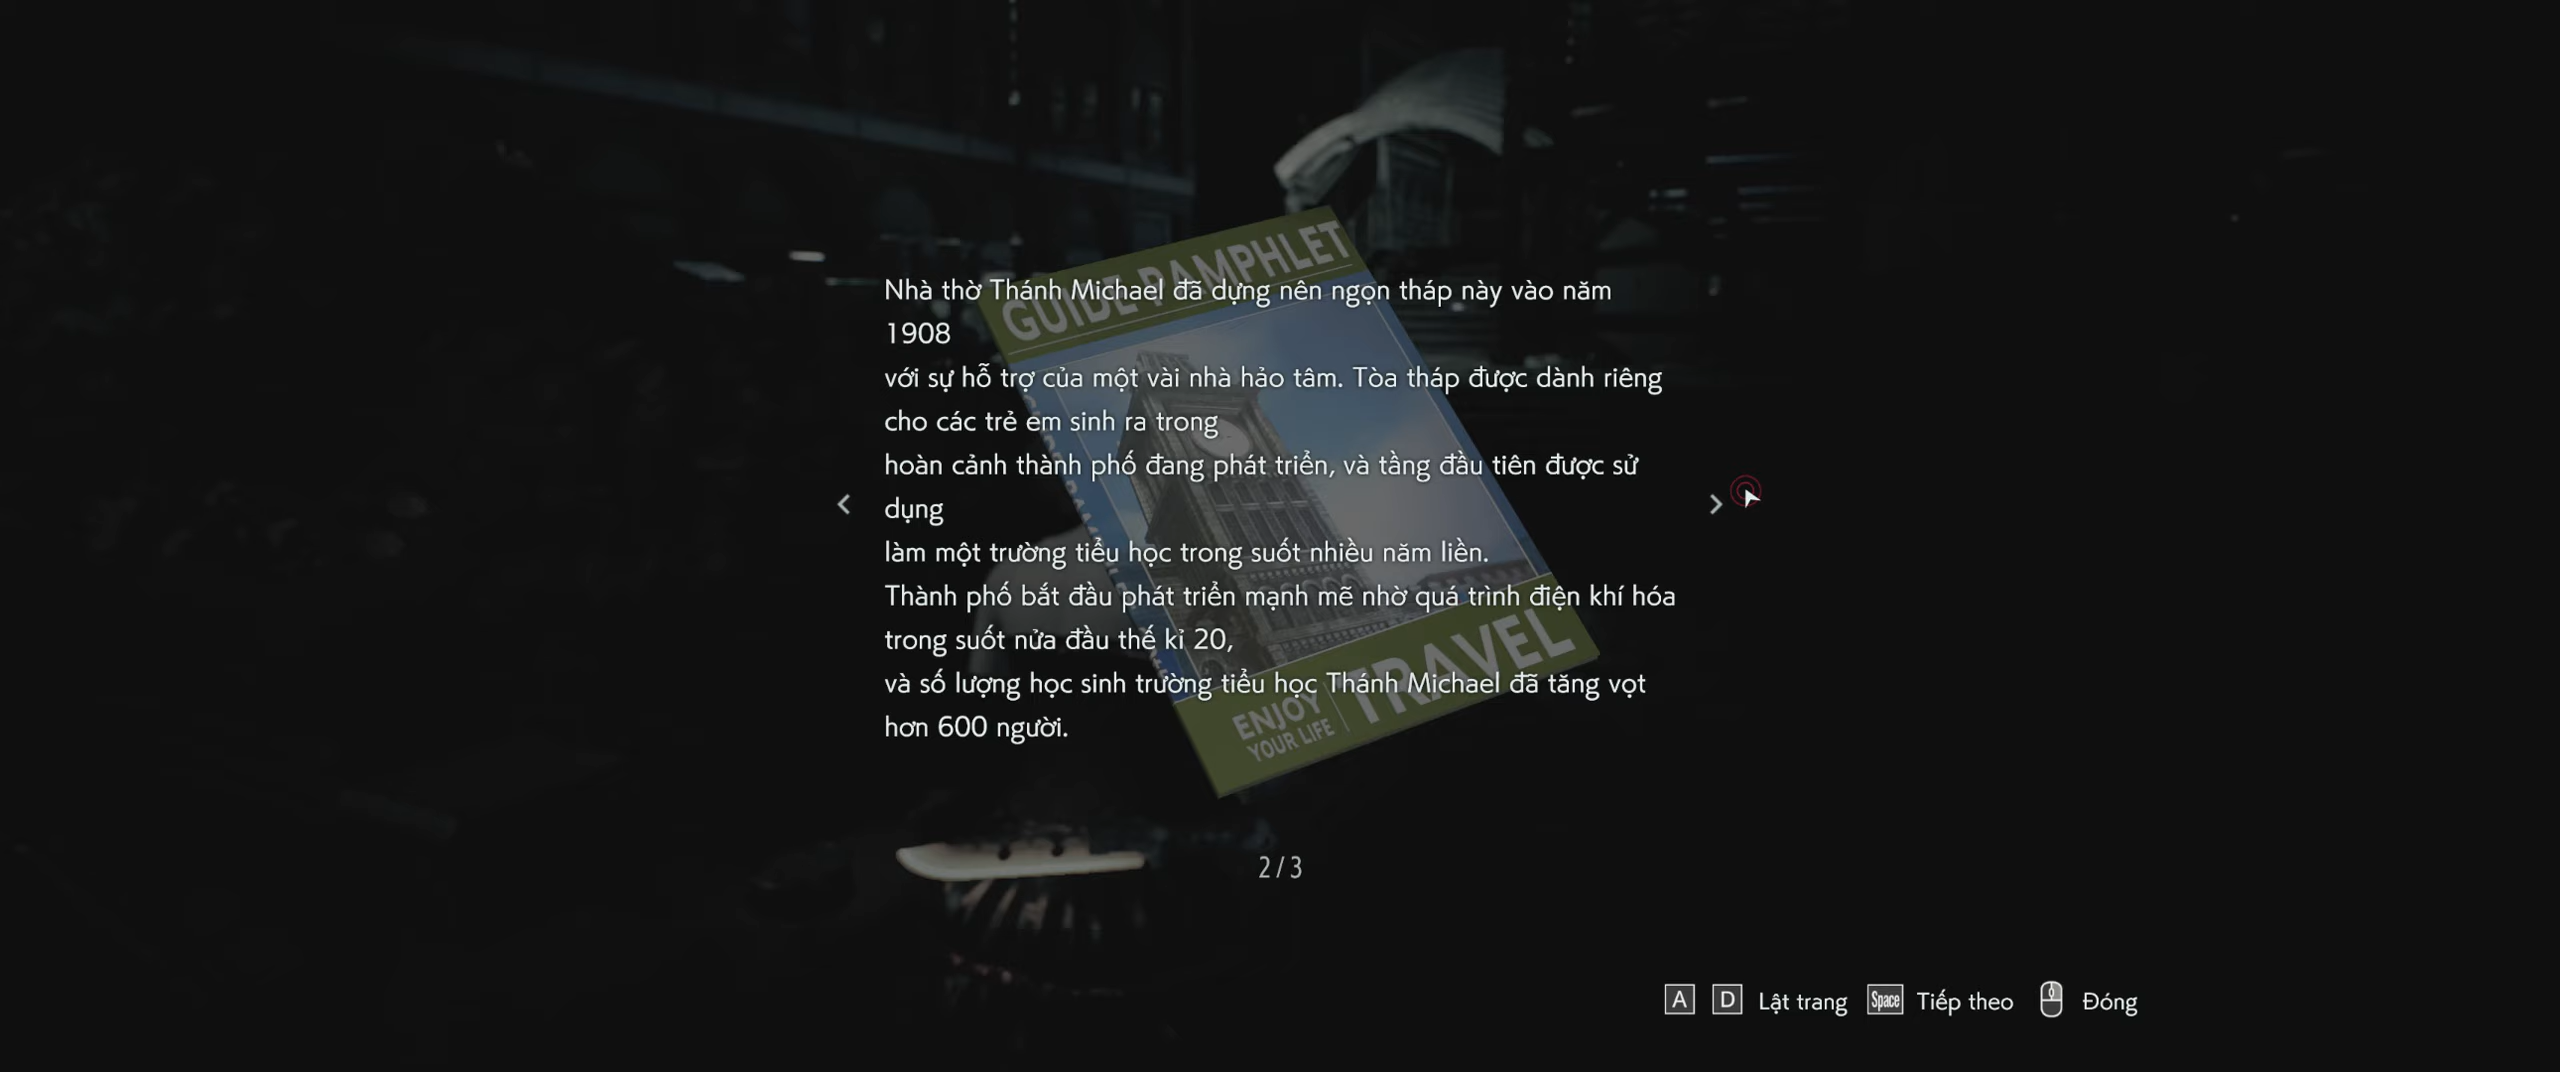 GUIDE PAMPHLET
Nhà thờ Thánh Michael đã dựng nên ngọn tháp này vào năm
1908
với sự hỗ trợ của một vài nhà hảo tâm. Tòa tháp được dành riêng
cho các trẻ em sinh ra trong
hoàn cảnh thành phố đang phát triển, và tầng đầu tiên được sử
dụng
làm một trường tiểu học trong suốt nhiều năm liền.
Thành phố bắt đầu phát triển mạnh mẽ nhờ quá trình điện khí hóa
trong suốt nửa đầu thế kỉ 20,
và số lượng học sinh trường tiểu học Thánh Michael đã tăng vọt
hơn 600 người.
ENJOY
YOUR LIFE
TRAVEL
2 / 3
A D Lật trang Space Tiếp theo Đóng